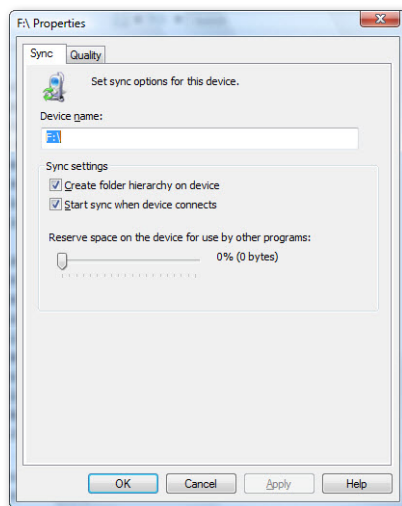 F:\ Properties
Sync Quality
Set sync options for this device.
Device name:
F:\
Sync settings
Create folder hierarchy on device
Start sync when device connects
Reserve space on the device for use by other programs:
0% (0 bytes)
OK Cancel Apply Help